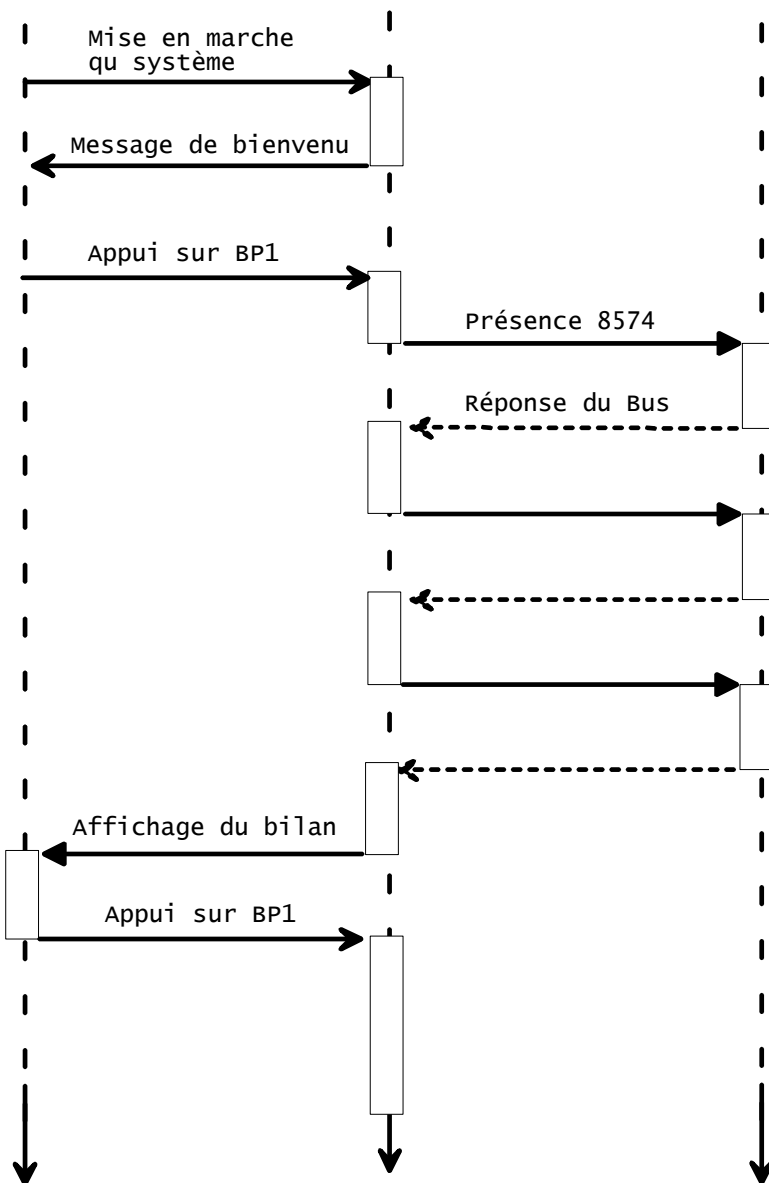 Mise en marche
qu système
Message de bienvenu
Appui sur BP1
Présence 8574
Réponse du Bus
Affichage du bilan
Appui sur BP1